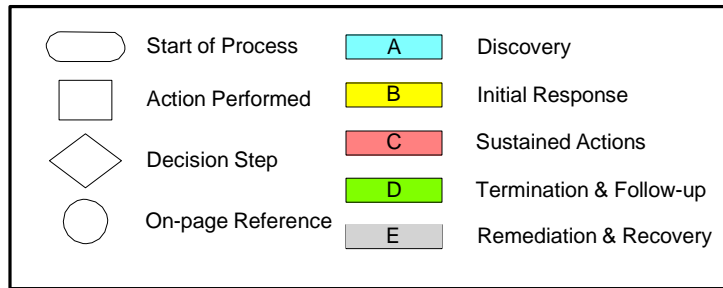 Start of Process
Action Performed
Decision Step
On-page Reference
A Discovery
B Initial Response
C Sustained Actions
D Termination & Follow-up
E Remediation & Recovery